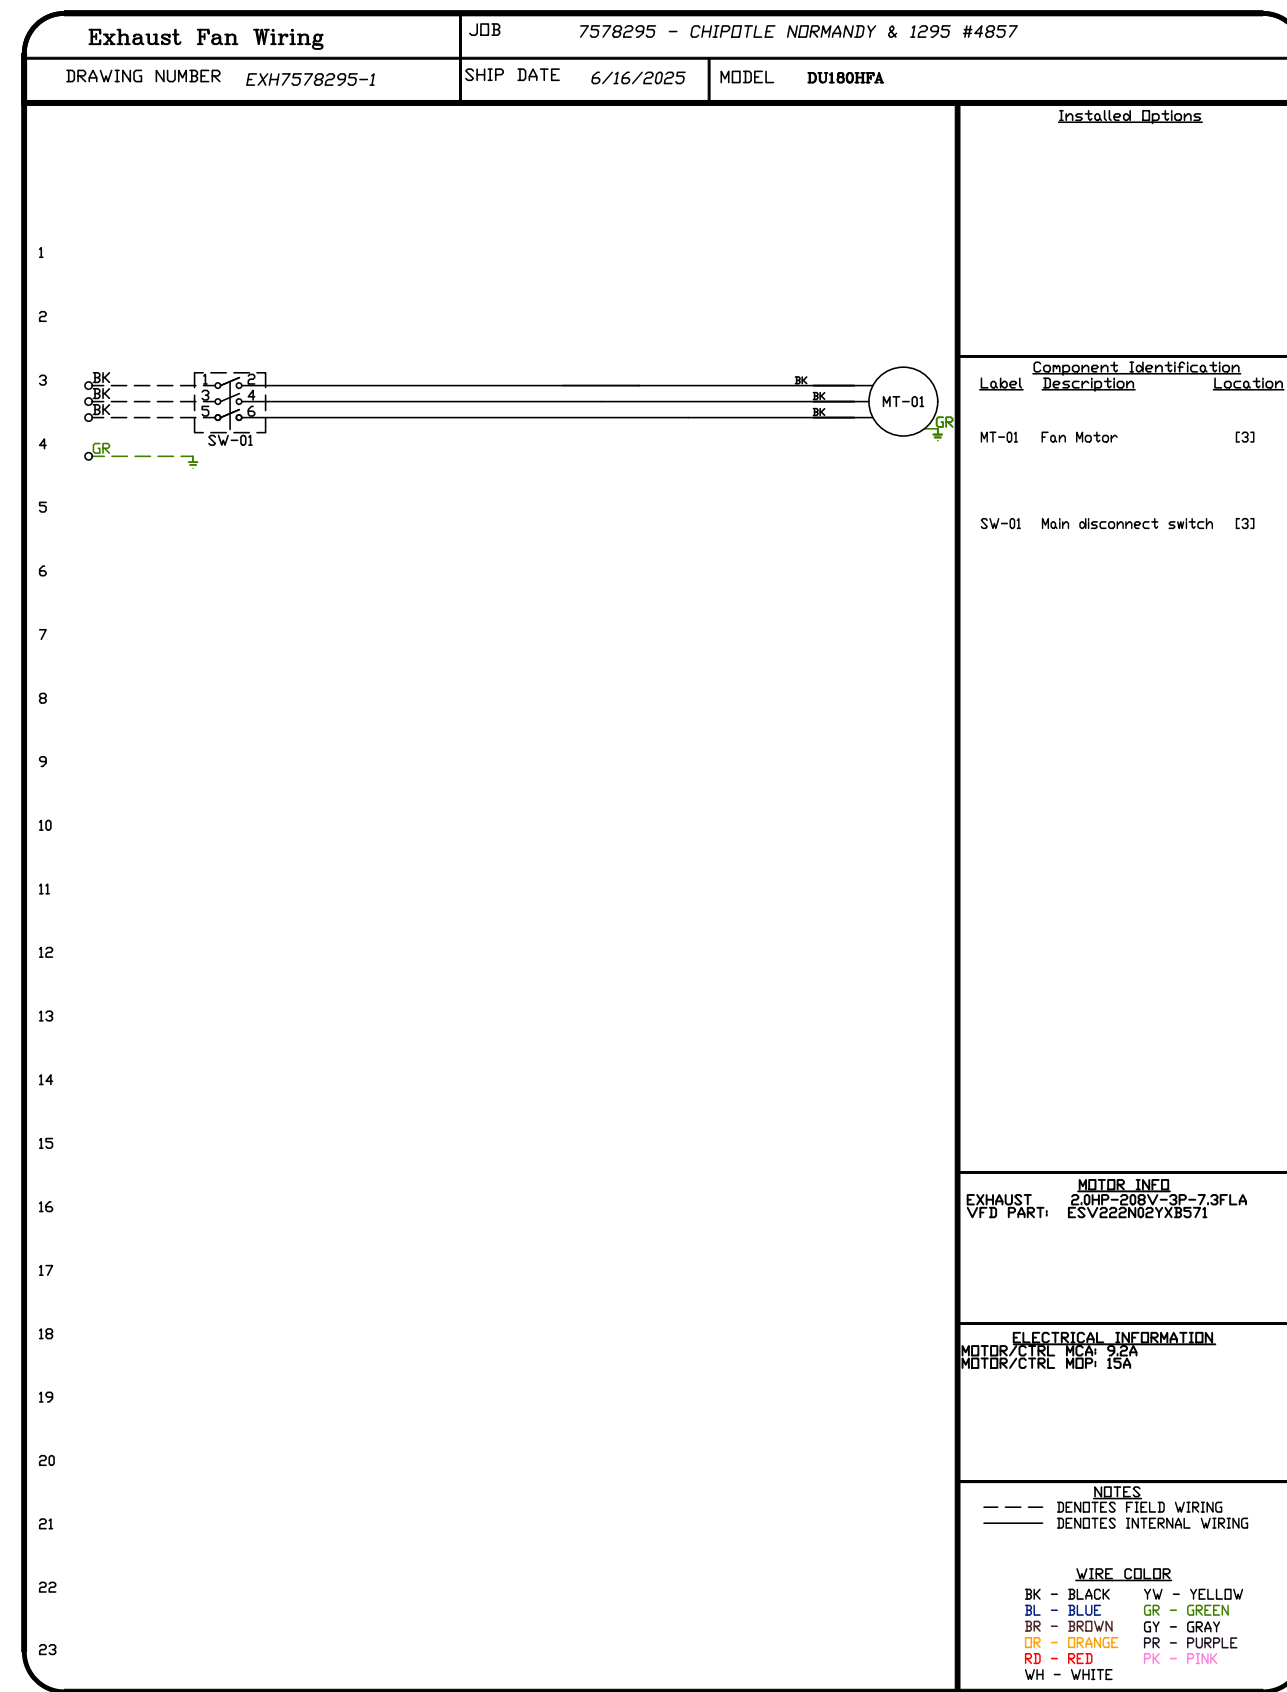 Exhaust Fan Wiring
JOB 7578295 - CHIPOTLE NORMANDY & 1295 #4857
DRAWING NUMBER EXH7578295-1
SHIP DATE 6/16/2025
MODEL DU180HFA
Installed Options
1
2
3
BK
BK
BK
1 2
3 4
5 6
SW-01
BK
BK
BK
MT-01
GR
4
GR
5
6
7
8
9
10
11
12
13
14
15
16
17
18
19
20
21
22
23
Component Identification
Label Description Location
MT-01 Fan Motor [3]
SW-01 Main disconnect switch [3]
MOTOR INFO
EXHAUST 2.0HP-208V-3P-7.3FLA
VFD PART: ESV222N02YXB571
ELECTRICAL INFORMATION
MOTOR/CTRL MCA: 9.2A
MOTOR/CTRL MOP: 15A
NOTES
DENOTES FIELD WIRING
DENOTES INTERNAL WIRING
WIRE COLOR
BK - BLACK YW - YELLOW
BL - BLUE GR - GREEN
BR - BROWN GY - GRAY
OR - ORANGE PR - PURPLE
RD - RED PK - PINK
WH - WHITE